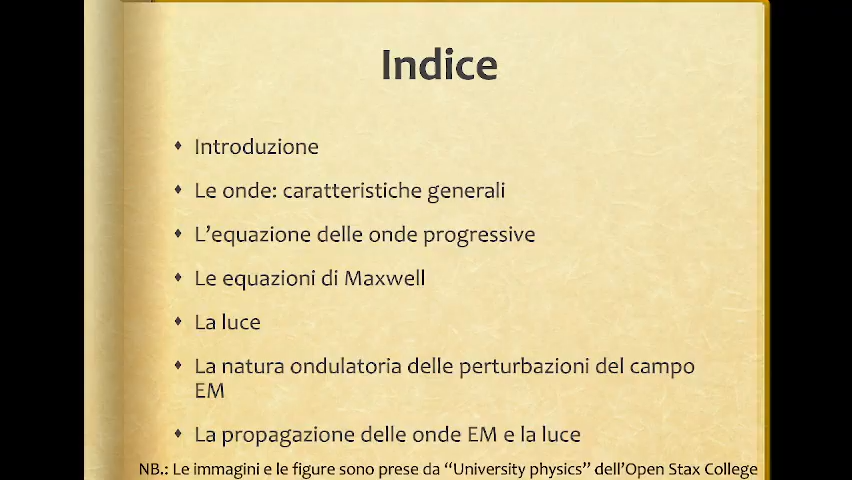 Indice
Introduzione
Le onde: caratteristiche generali
L’equazione delle onde progressive
Le equazioni di Maxwell
La luce
La natura ondulatoria delle perturbazioni del campo
EM
La propagazione delle onde EM e la luce
NB.: Le immagini e le figure sono prese da “University physics” dell’Open Stax College